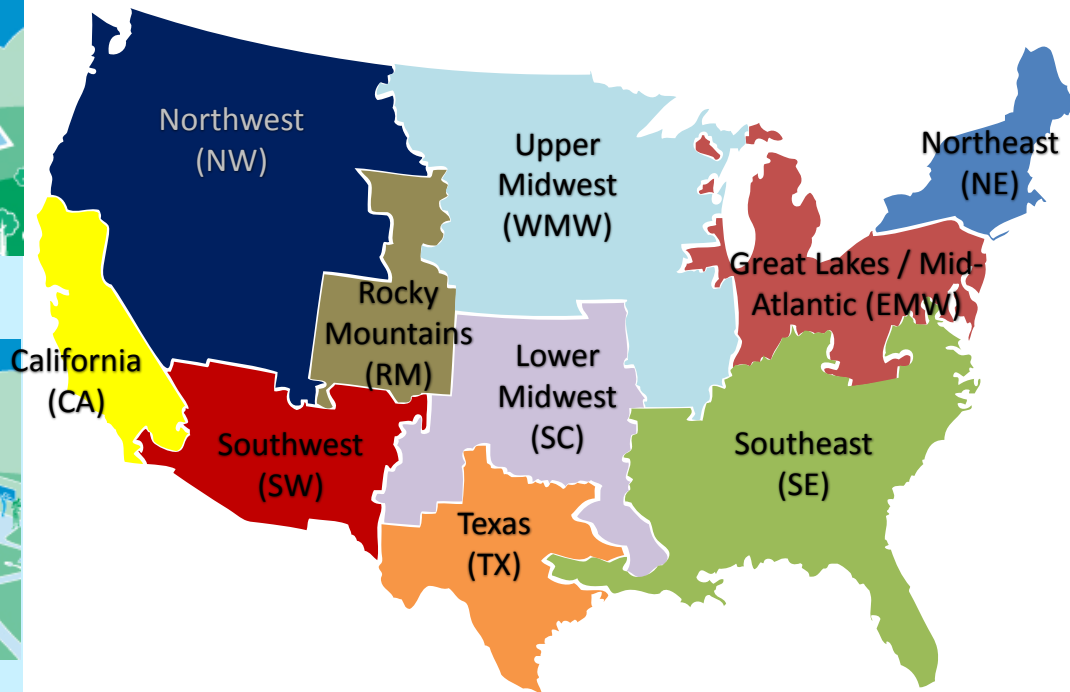 Northwest
(NW)
Upper
Midwest
(WMW)
Northeast
(NE)
Great Lakes / Mid-
Atlantic (EMW)
Rocky
Mountains
(RM)
California
(CA)
Lower
Midwest
(SC)
Southwest
(SW)
Southeast
(SE)
Texas
(TX)